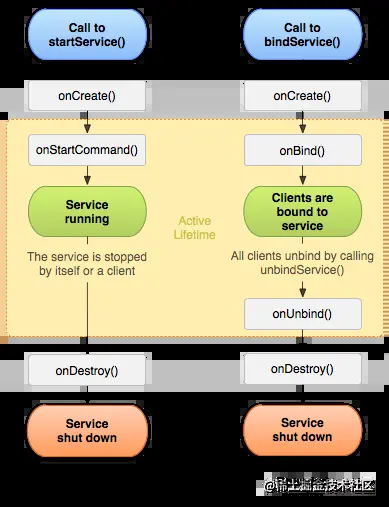 Call to
startService()
onCreate()
onStartCommand()
Service
running
The service is stopped
by itself or a client
onDestroy()
Service
shut down
Active
Lifetime
Call to
bindService()
onCreate()
onBind()
Clients are
bound to
service
All clients unbind by calling
unbindService()
onUnbind()
onDestroy()
Service
shut down
@稀土掘金技术社区